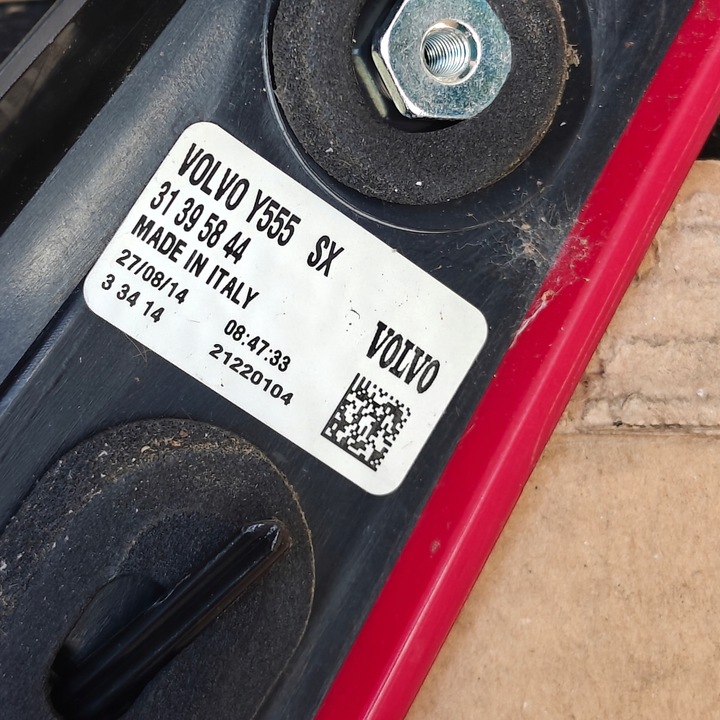 VOLVO Y555 SX
31 39 58 44
MADE IN ITALY
27/08/14 08:47:33
3 34 14 21220104
VOLVO